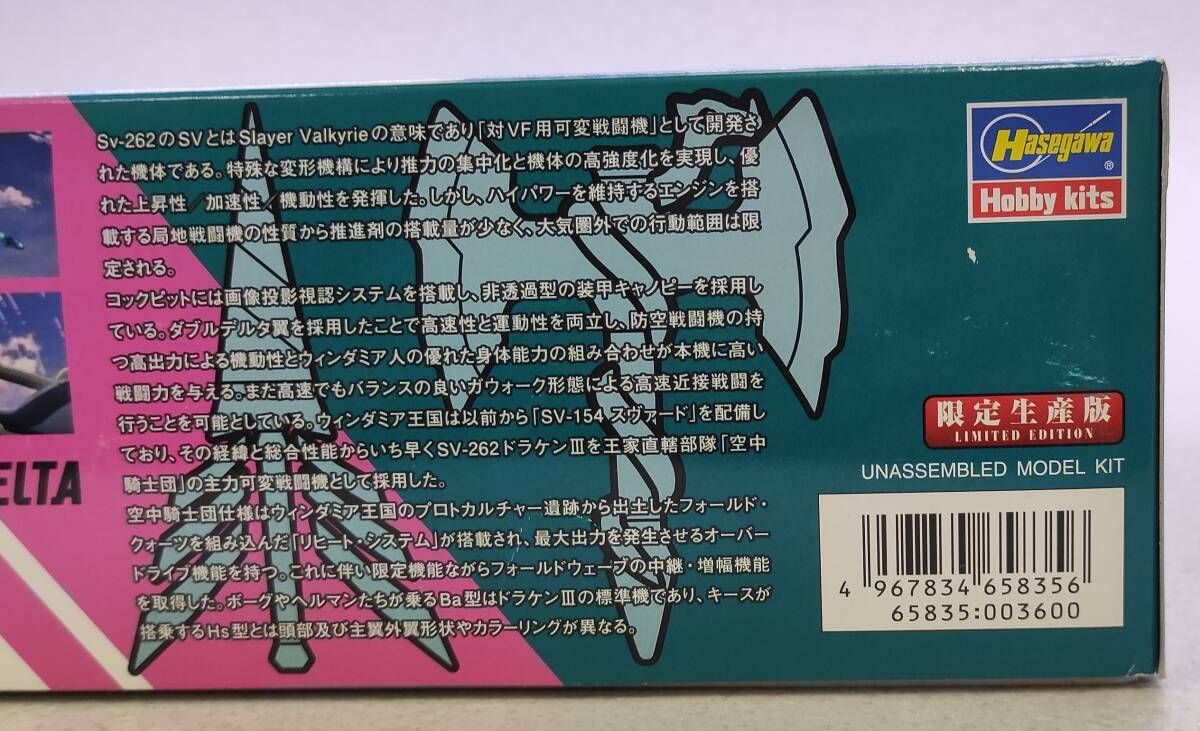 Sv-262のSVとはSlayer Valkyrieの意味であり「対VF用可変戦闘機」として開発さ
れた機体である。特殊な変形機構により推力の集中化と機体の高強度化を実現し、優
れた上昇性／加速性／機動性を発揮した。しかし、ハイパワーを維持するエンジンを搭
載する局地戦闘機の性質から推進剤の搭載量が少なく、大気圏外での行動範囲は限
定される。
コックピットには画像投影視認システムを搭載し、非透過型の装甲キャノピーを採用し
ている。ダブルデルタ翼を採用したことで高速性と運動性を両立し、防空戦闘機の持
つ高出力による機動性とウィンダミア人の優れた身体能力の組み合わせが本機に高い
戦闘力を与える。また高速でもバランスの良いガウォーク形態による高速近接戦闘を
行うことを可能としている。ウィンダミア王国は以前から「SV-154 スヴァード」を配備し
ており、その経緯と総合性能からいち早くSV-262ドラケンⅢを王家直轄部隊「空中
騎士団」の主力可変戦闘機として採用した。
空中騎士団仕様はウィンダミア王国のプロトカルチャー遺跡から出土したフォールド・
クォーツを組み込んだ「リヒート・システム」が搭載され、最大出力を発生させるオーバー
ドライブ機能を持つ。これに伴い限定機能ながらフォールドウェーブの中継・増幅機能
を取得した。ボーグやヘルマンたちが乗るBa型はドラケンⅢの標準機であり、キースが
搭乗するHs型とは頭部及び主翼外翼形状やカラーリングが異なる。
ELTA
Hasegawa
®
Hobby kits
限定生産版
LIMITED EDITION
UNASSEMBLED MODEL KIT
4 967834 658356
65835:003600